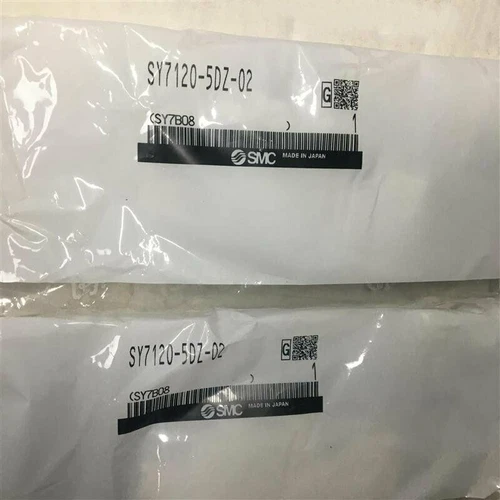 SY7120-5DZ-02
G
(SY7B08 ) 1
SMC MADE IN JAPAN
SY7120-5DZ-02
G
(SY7B08 ) 1
SMC MADE IN JAPAN